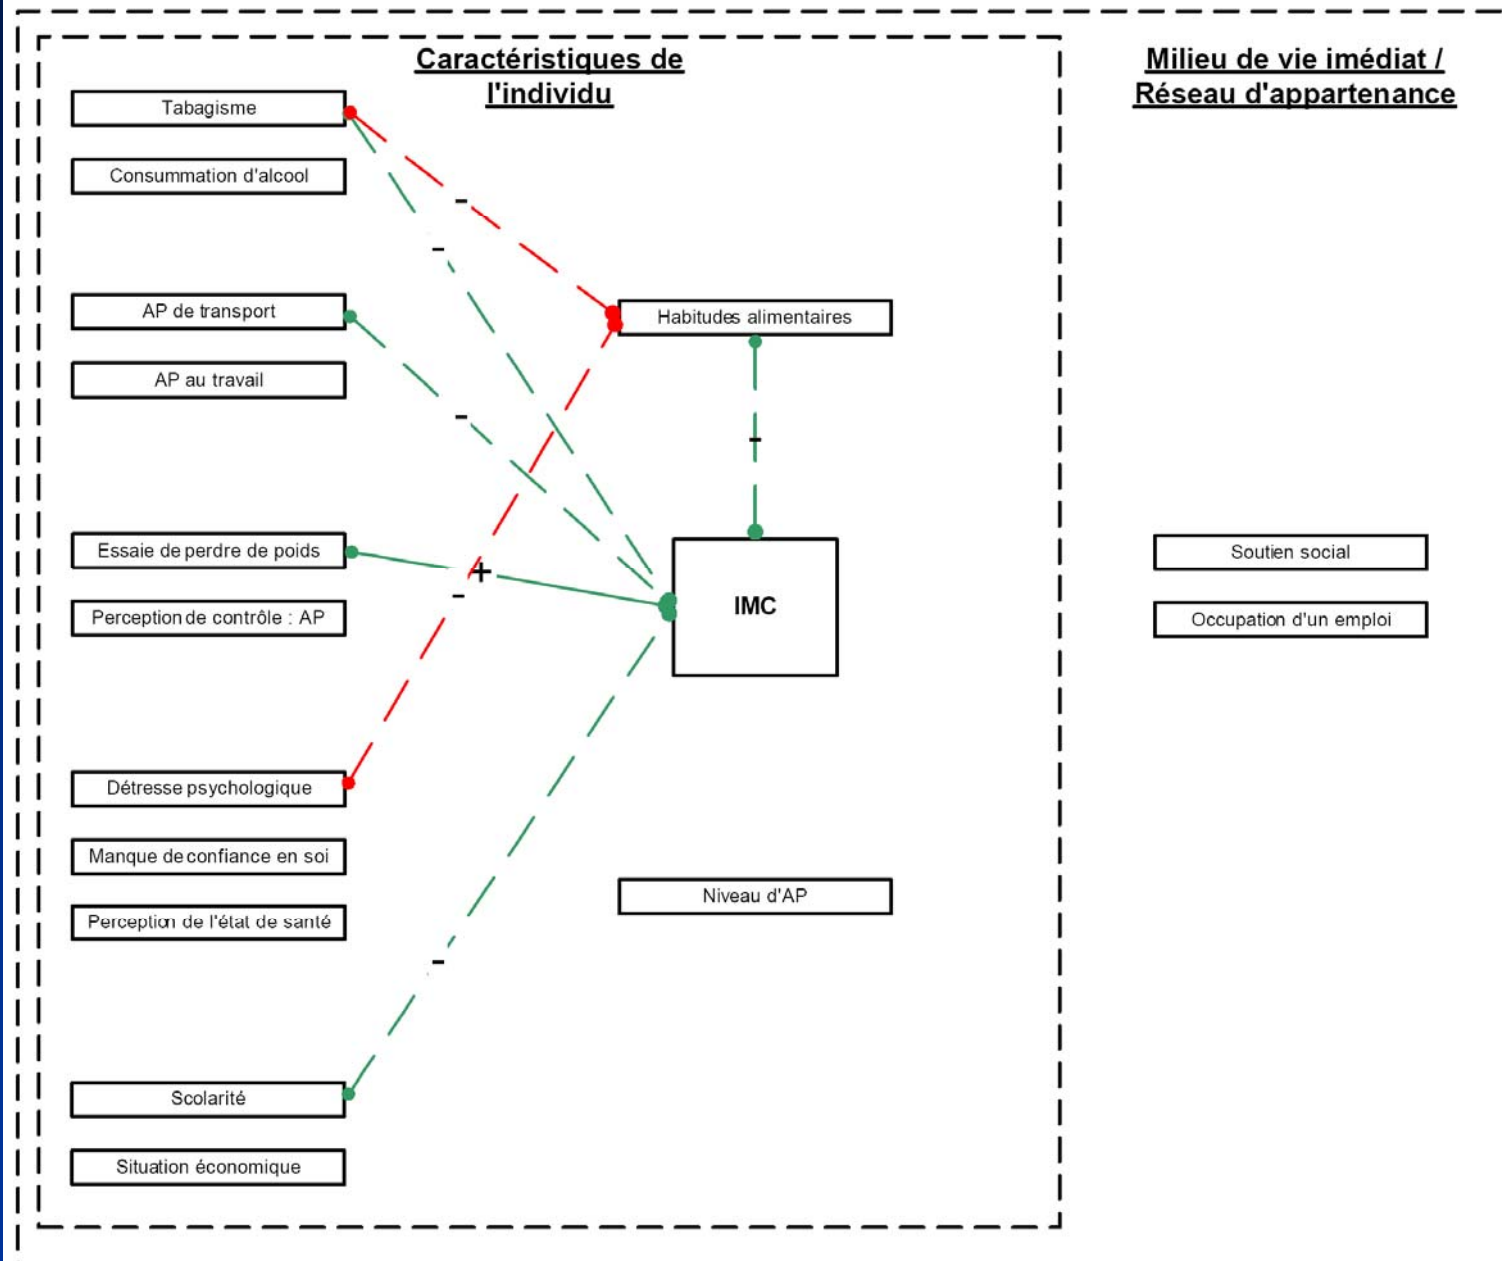 Caractéristiques de
l'individu
Milieu de vie imédiat /
Réseau d'appartenance
Tabagisme
Consummation d'alcool
-
-
AP de transport
Habitudes alimentaires
AP au travail
-
-
Essaie de perdre de poids
+
-
Perception de contrôle : AP
IMC
Soutien social
Occupation d'un emploi
Détresse psychologique
Manque de confiance en soi
Perception de l'état de santé
Niveau d'AP
-
Scolarité
Situation économique